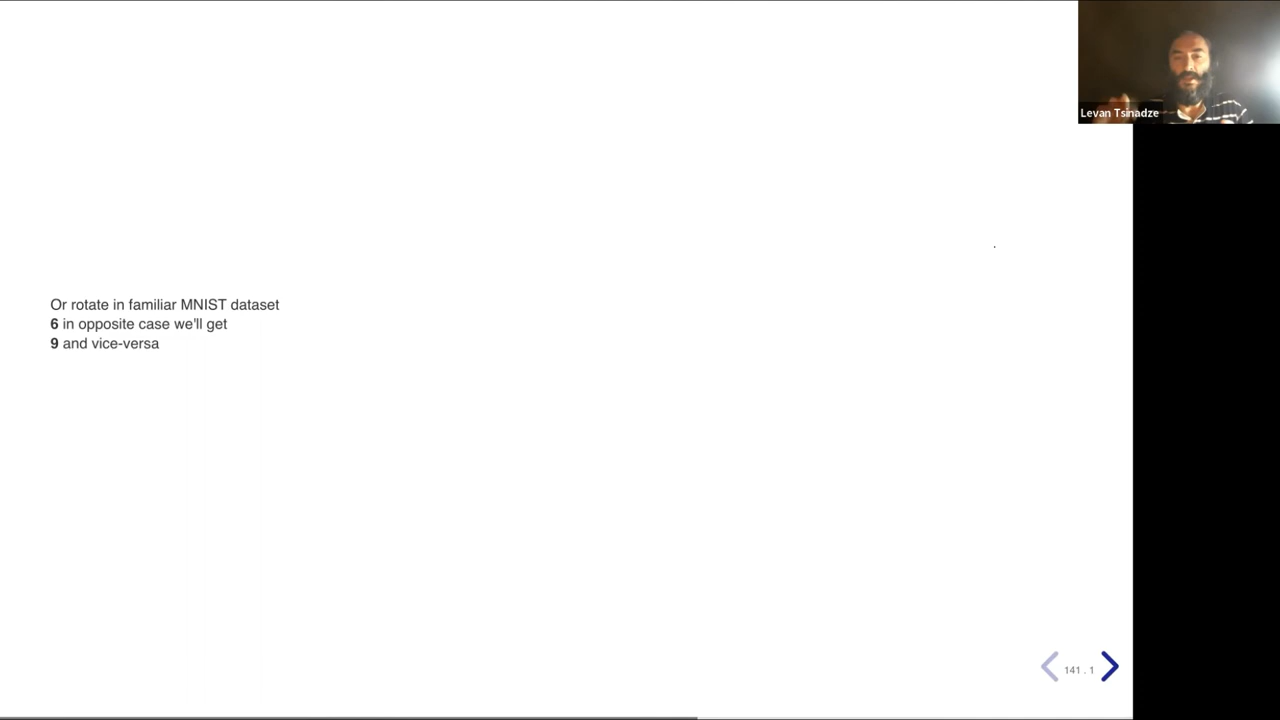 Levan Tsinadze
Or rotate in familiar MNIST dataset
6 in opposite case we'll get
9 and vice-versa
141 . 1